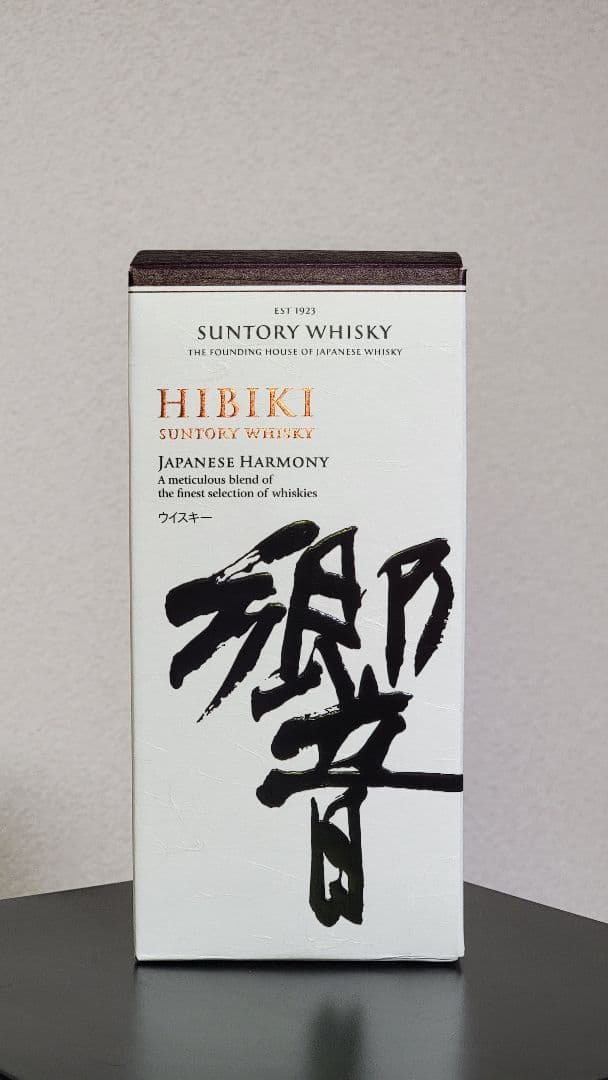 EST 1923
SUNTORY WHISKY
THE FOUNDING HOUSE OF JAPANESE WHISKY
HIBIKI
SUNTORY WHISKY
JAPANESE HARMONY
A meticulous blend of
the finest selection of whiskies
ウイスキー
響